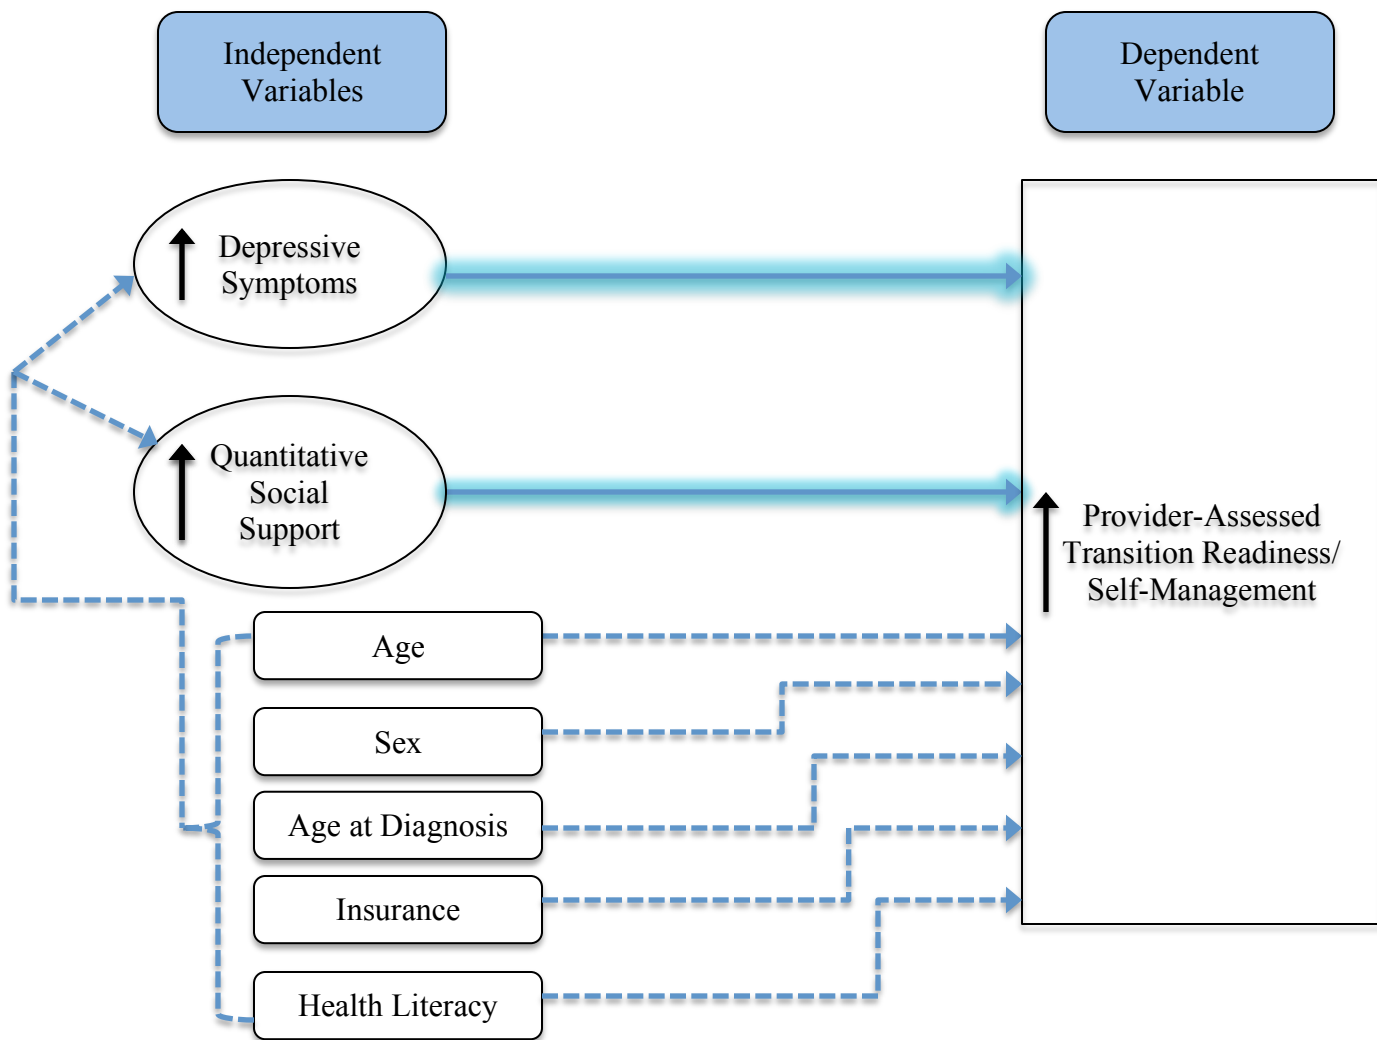 Independent
Variables
Dependent
Variable
Depressive
Symptoms
Quantitative
Social
Support
Provider-Assessed
Transition Readiness/
Self-Management
Age
Sex
Age at Diagnosis
Insurance
Health Literacy